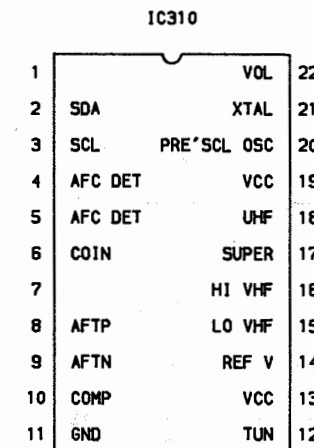 IC310
1 VOL 22
2 SDA XTAL 21
3 SCL PRE'SCL OSC 20
4 AFC DET VCC 19
5 AFC DET UHF 18
6 COIN SUPER 17
7 HI VHF 16
8 AFTP LO VHF 15
9 AFTN REF V 14
10 COMP VCC 13
11 GND TUN 12